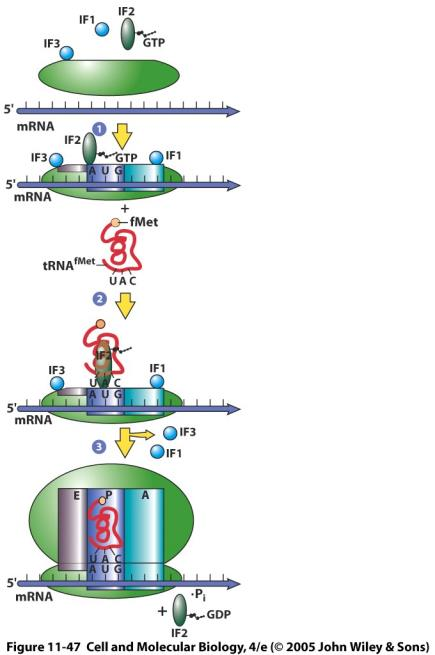 IF1
IF2
GTP
IF3
5'
mRNA
1
IF2
IF3
GTP
IF1
A U G
5'
mRNA
+
fMet
tRNAfMet
U A C
2
IF2
IF3
IF1
U A C
A U G
5'
mRNA
3
IF3
IF1
E P A
U A C
A U G
5'
mRNA
·Pi
+
GDP
IF2
Figure 11-47 Cell and Molecular Biology, 4/e (© 2005 John Wiley & Sons)